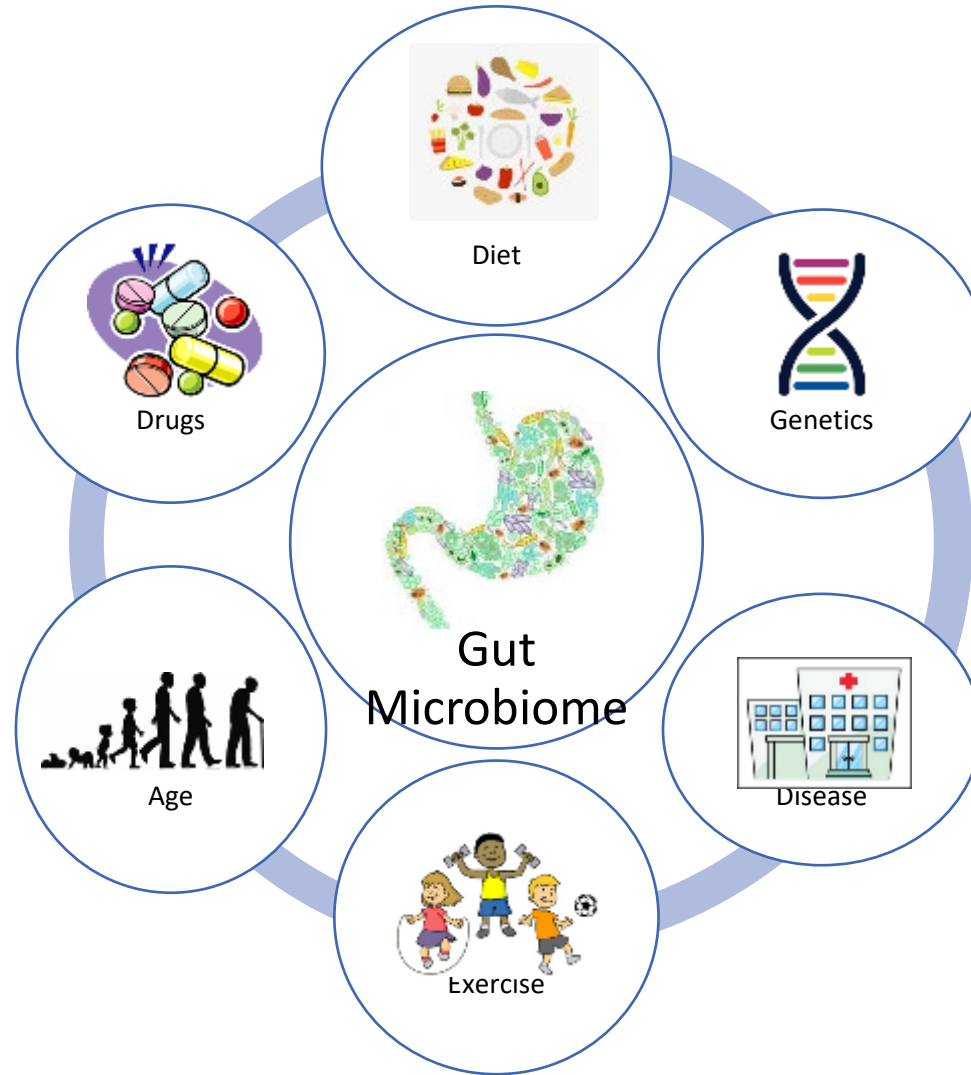 Diet
Drugs
Genetics
Gut
Microbiome
Age
Disease
Exercise